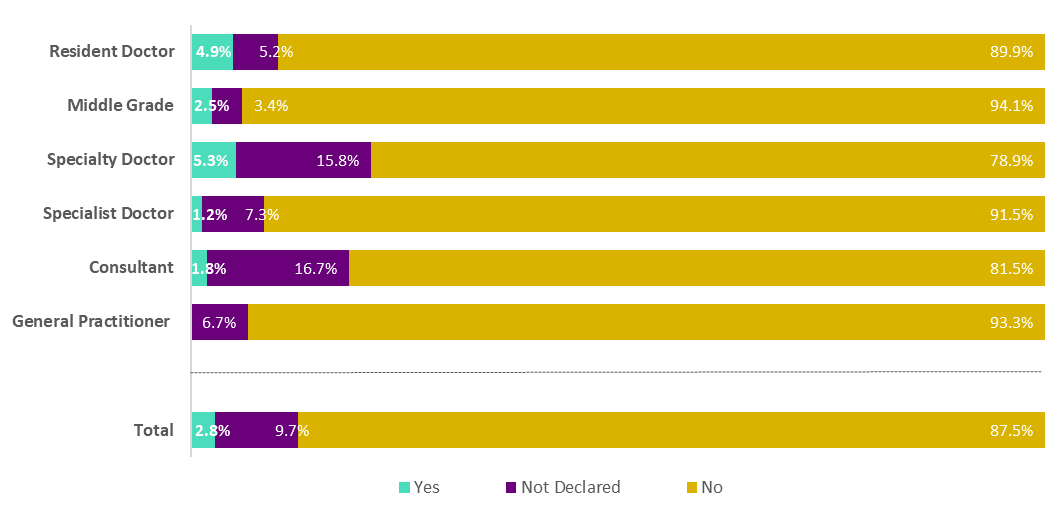 Resident Doctor 4.9% 5.2% 89.9%
Middle Grade 2.5% 3.4% 94.1%
Specialty Doctor 5.3% 15.8% 78.9%
Specialist Doctor 1.2% 7.3% 91.5%
Consultant 1.8% 16.7% 81.5%
General Practitioner 6.7% 93.3%
Total 2.8% 9.7% 87.5%
Yes Not Declared No